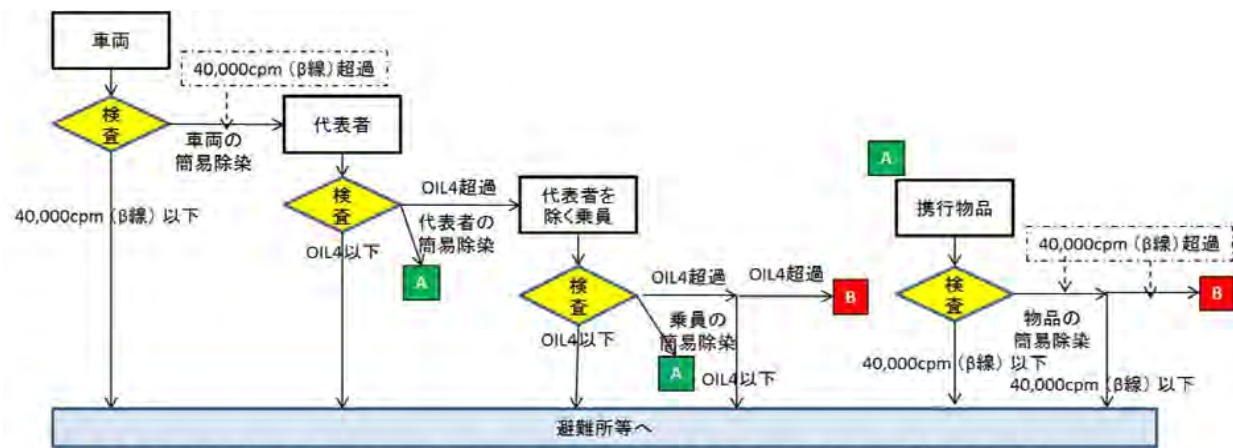 車両
40,000cpm (β線) 超過
検
査
車両の
簡易除染
40,000cpm (β線) 以下
代表者
検
査
OIL4超過
代表者の
簡易除染
OIL4以下
A
代表者を
除く乗員
検
査
OIL4超過
OIL4超過
B
乗員の
簡易除染
OIL4以下
A
OIL4以下
A
携行物品
40,000cpm (β線) 超過
検
査
B
物品の
簡易除染
40,000cpm (β線) 以下
40,000cpm (β線) 以下
避難所等へ